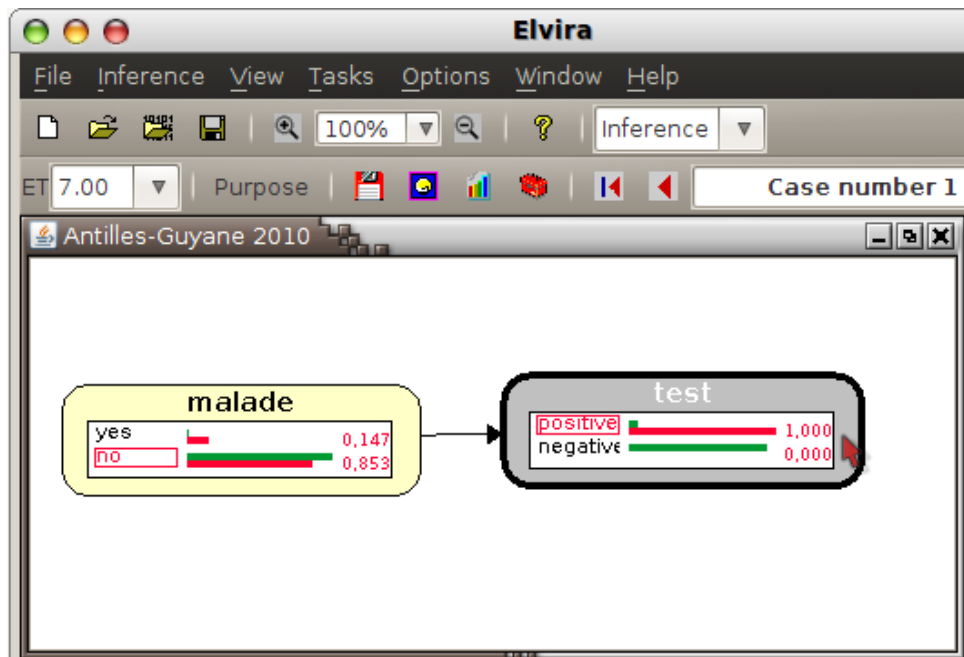 Elvira
File Inference View Tasks Options Window Help
100% Inference
ET 7.00 Purpose Case number 1
Antilles-Guyane 2010
malade
yes 0,147
no 0,853
test
positive 1,000
negative 0,000